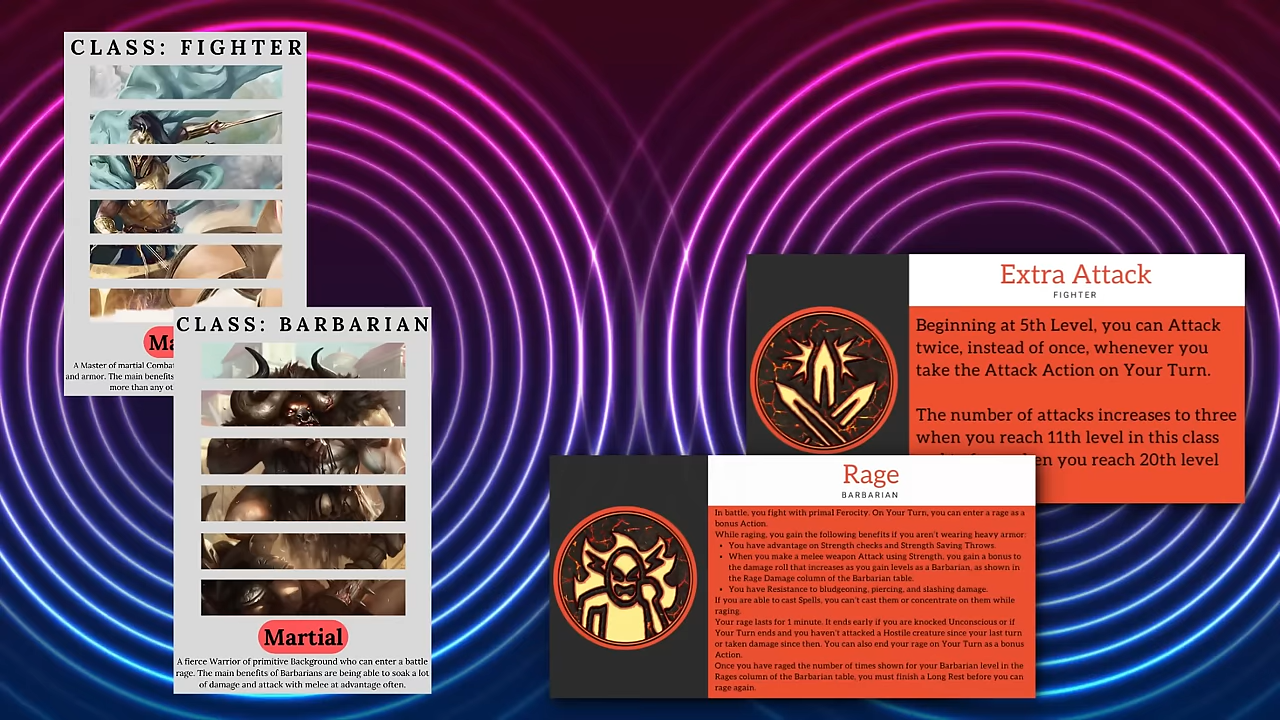 CLASS: FIGHTER
A Master of martial Combat
and armor. The main benefits
more than any
CLASS: BARBARIAN
Martial
A fierce Warrior of primitive Background who can enter a battle
rage. The main benefits of Barbarians are being able to soak a lot
of damage and attack with melee at advantage often.
Extra Attack
FIGHTER
Beginning at 5th Level, you can Attack
twice, instead of once, whenever you
take the Attack Action on Your Turn.
The number of attacks increases to three
when you reach 11th level in this class
you reach 20th level
Rage
BARBARIAN
In battle, you fight with primal Ferocity. On Your Turn, you can enter a rage as a
bonus Action.
While raging, you gain the following benefits if you aren't wearing heavy armor:
• You have advantage on Strength checks and Strength Saving Throws.
• When you make a melee weapon Attack using Strength, you gain a bonus to
the damage roll that increases as you gain levels as a Barbarian, as shown in
the Rage Damage column of the Barbarian table.
• You have Resistance to bludgeoning, piercing, and slashing damage.
If you are able to cast Spells, you can't cast them or concentrate on them while
raging.
Your rage lasts for 1 minute. It ends early if you are knocked Unconscious or if
Your Turn ends and you haven't attacked a Hostile creature since your last turn
or taken damage since then. You can also end your rage on Your Turn as a bonus
Action.
Once you have raged the number of times shown for your Barbarian level in the
Rages column of the Barbarian table, you must finish a Long Rest before you can
rage again.